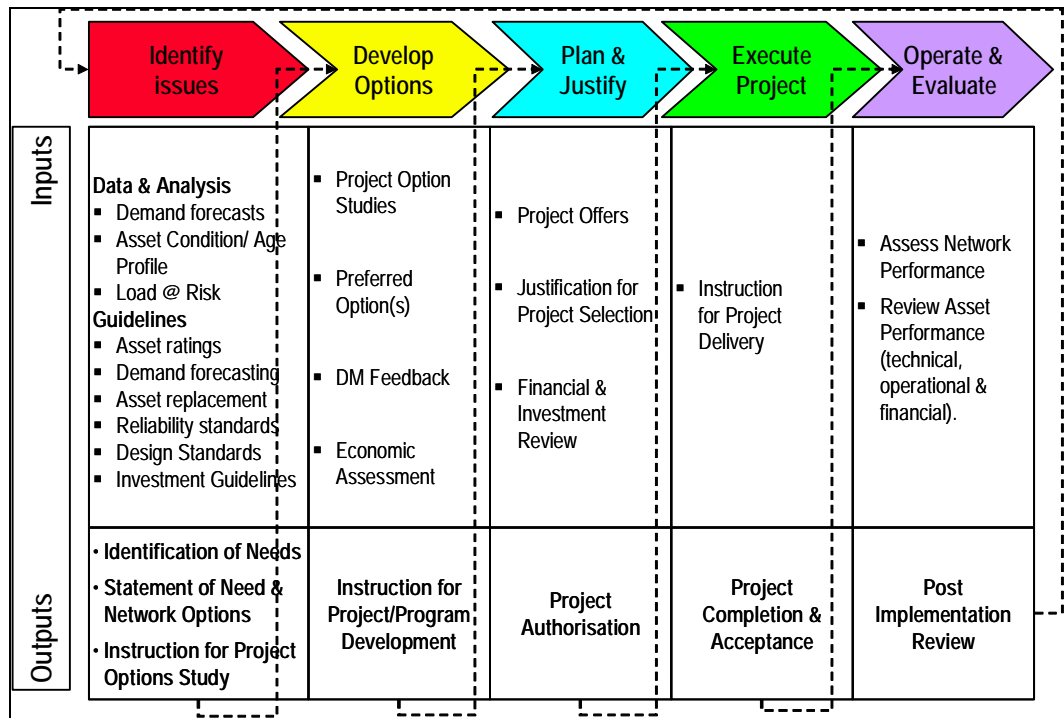 Identify
issues
Develop
Options
Plan &
Justify
Execute
Project
Operate &
Evaluate
Inputs
Data & Analysis
▪ Demand forecasts
▪ Asset Condition/ Age
Profile
▪ Load @ Risk
Guidelines
▪ Asset ratings
▪ Demand forecasting
▪ Asset replacement
▪ Reliability standards
▪ Design Standards
▪ Investment Guidelines
▪ Project Option
Studies
▪ Preferred
Option(s)
▪ DM Feedback
▪ Economic
Assessment
▪ Project Offers
▪ Justification for
Project Selection
▪ Financial &
Investment
Review
▪ Instruction
for Project
Delivery
▪ Assess Network
Performance
▪ Review Asset
Performance
(technical,
operational &
financial).
Outputs
• Identification of Needs
• Statement of Need &
Network Options
• Instruction for Project
Options Study
Instruction for
Project/Program
Development
Project
Authorisation
Project
Completion &
Acceptance
Post
Implementation
Review